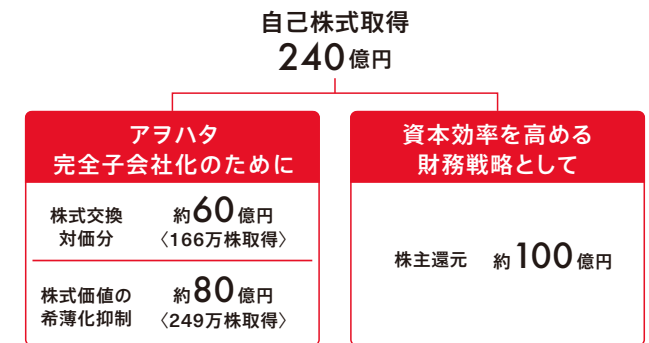 自己株式取得
240億円
アヲハタ
完全子会社化のために
株式交換
対価分
約60億円
〈166万株取得〉
株式価値の
希薄化抑制
約80億円
〈249万株取得〉
資本効率を高める
財務戦略として
株主還元 約100億円